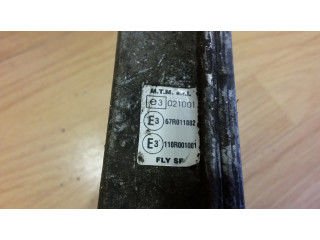 M.T.M. s.r.l.
e3 021001
E3 67R011002
E3 110R001001
FLY SF